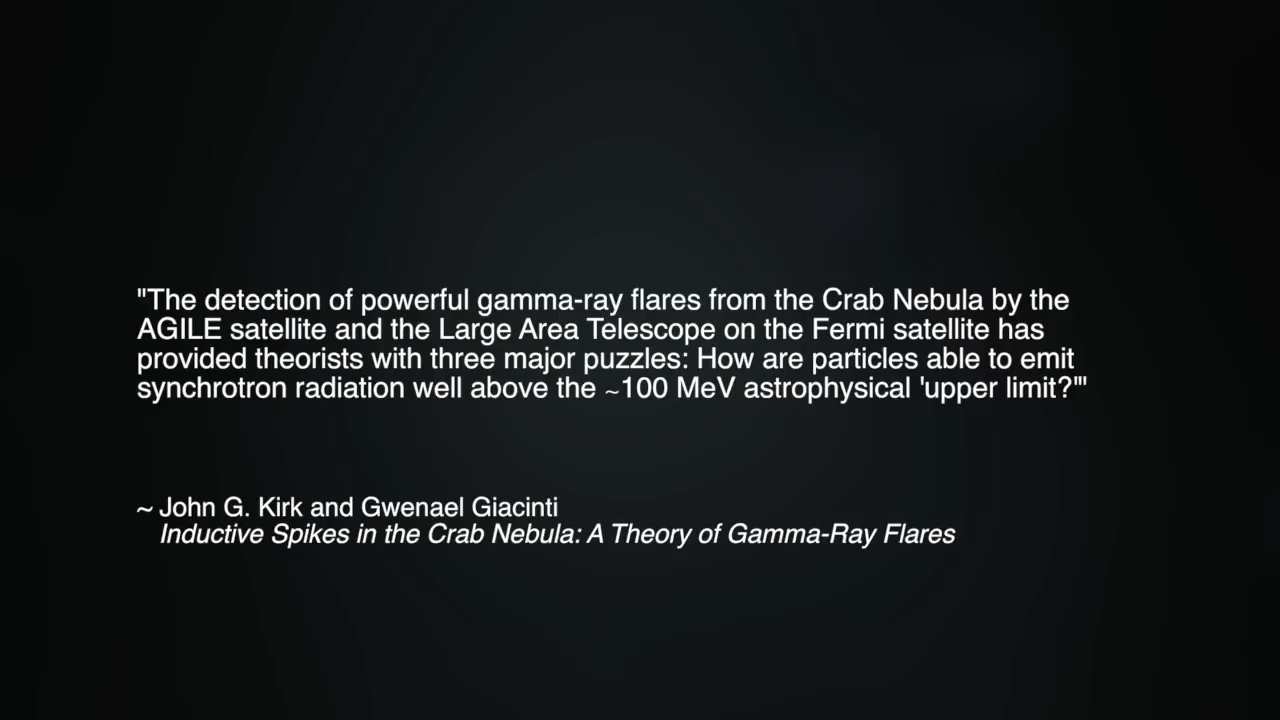 "The detection of powerful gamma-ray flares from the Crab Nebula by the
AGILE satellite and the Large Area Telescope on the Fermi satellite has
provided theorists with three major puzzles: How are particles able to emit
synchrotron radiation well above the ~100 MeV astrophysical 'upper limit?'"
~ John G. Kirk and Gwenael Giacinti
Inductive Spikes in the Crab Nebula: A Theory of Gamma-Ray Flares